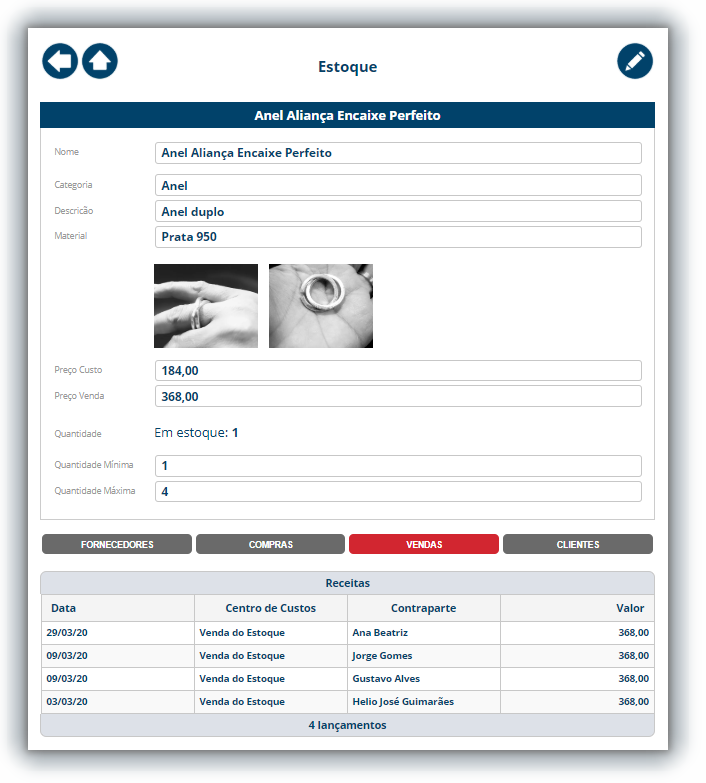 Estoque
Anel Aliança Encaixe Perfeito
Nome Anel Aliança Encaixe Perfeito
Categoria Anel
Descricão Anel duplo
Material Prata 950
Preço Custo 184,00
Preço Venda 368,00
Quantidade Em estoque: 1
Quantidade Mínima 1
Quantidade Máxima 4
FORNECEDORES COMPRAS VENDAS CLIENTES
Receitas
Data Centro de Custos Contraparte Valor
29/03/20 Venda do Estoque Ana Beatriz 368,00
09/03/20 Venda do Estoque Jorge Gomes 368,00
09/03/20 Venda do Estoque Gustavo Alves 368,00
03/03/20 Venda do Estoque Helio José Guimarães 368,00
4 lançamentos